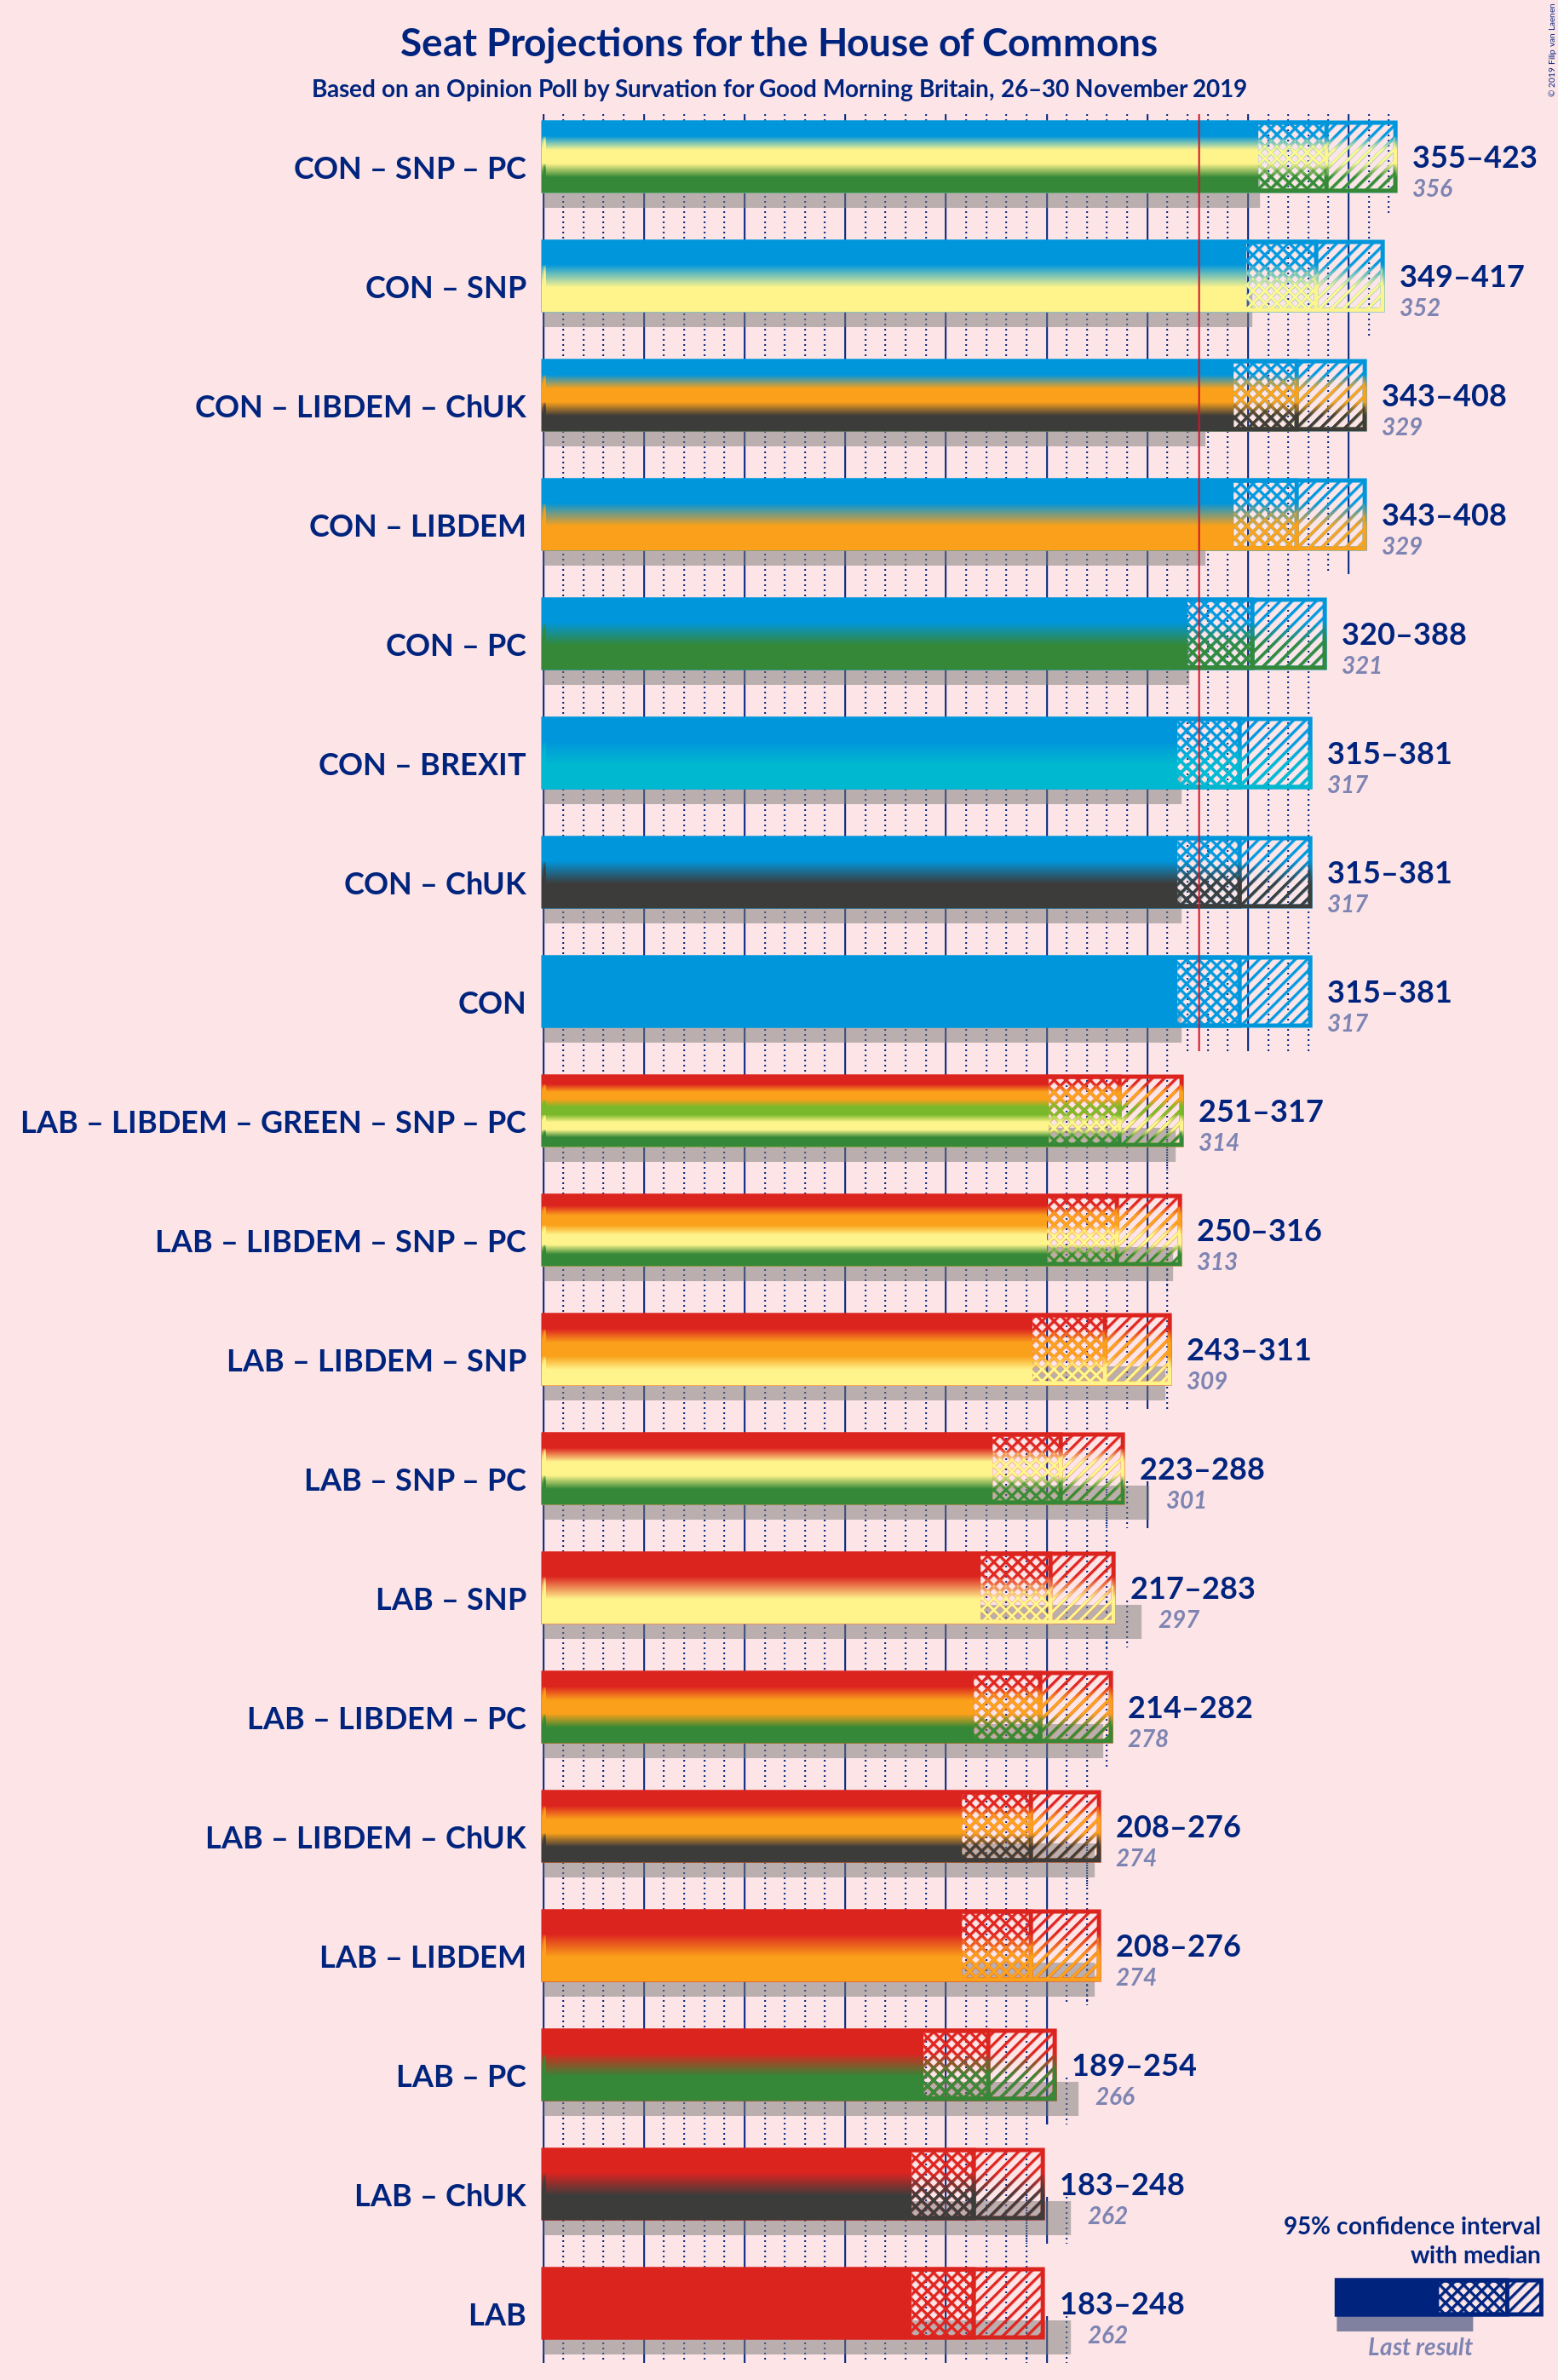 Seat Projections for the House of Commons
Based on an Opinion Poll by Survation for Good Morning Britain, 26–30 November 2019
© 2019 Filip van Laenen
CON – SNP – PC
355–423
356
CON – SNP
349–417
352
CON – LIBDEM – ChUK
343–408
329
CON – LIBDEM
343–408
329
CON – PC
320–388
321
CON – BREXIT
315–381
317
CON – ChUK
315–381
317
CON
315–381
317
LAB – LIBDEM – GREEN – SNP – PC
251–317
314
LAB – LIBDEM – SNP – PC
250–316
313
LAB – LIBDEM – SNP
243–311
309
LAB – SNP – PC
223–288
301
LAB – SNP
217–283
297
LAB – LIBDEM – PC
214–282
278
LAB – LIBDEM – ChUK
208–276
274
LAB – LIBDEM
208–276
274
LAB – PC
189–254
266
LAB – ChUK
183–248
262
LAB
183–248
262
95% confidence interval
with median
Last result